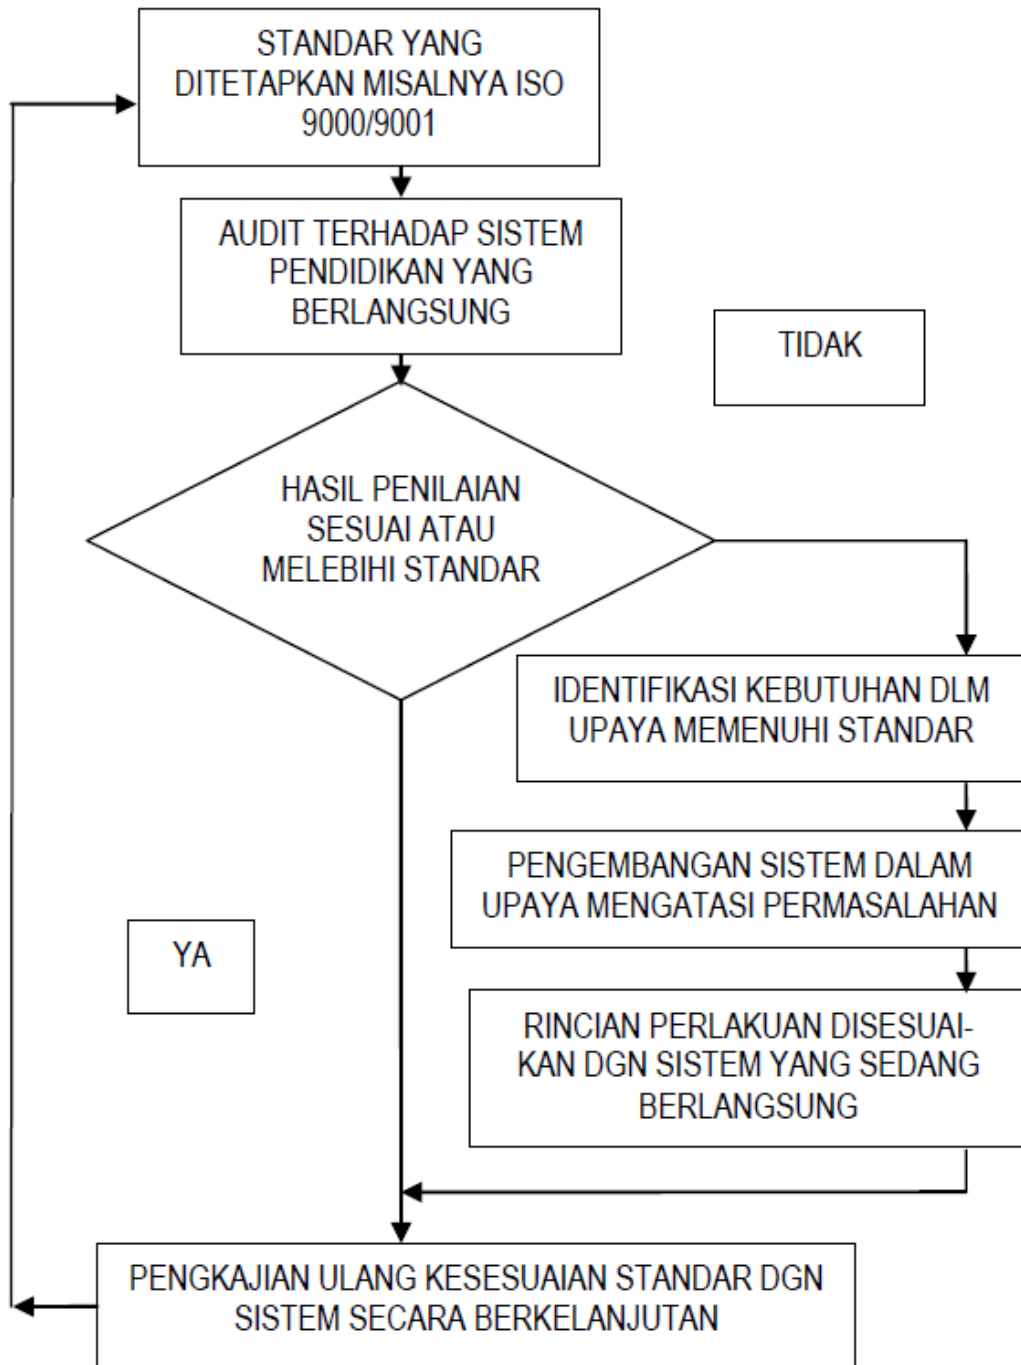 STANDAR YANG
DITETAPKAN MISALNYA ISO
9000/9001
AUDIT TERHADAP SISTEM
PENDIDIKAN YANG
BERLANGSUNG
TIDAK
HASIL PENILAIAN
SESUAI ATAU
MELEBIHI STANDAR
IDENTIFIKASI KEBUTUHAN DLM
UPAYA MEMENUHI STANDAR
PENGEMBANGAN SISTEM DALAM
UPAYA MENGATASI PERMASALAHAN
YA
RINCIAN PERLAKUAN DISESUAI-
KAN DGN SISTEM YANG SEDANG
BERLANGSUNG
PENGKAJIAN ULANG KESESUAIAN STANDAR DGN
SISTEM SECARA BERKELANJUTAN